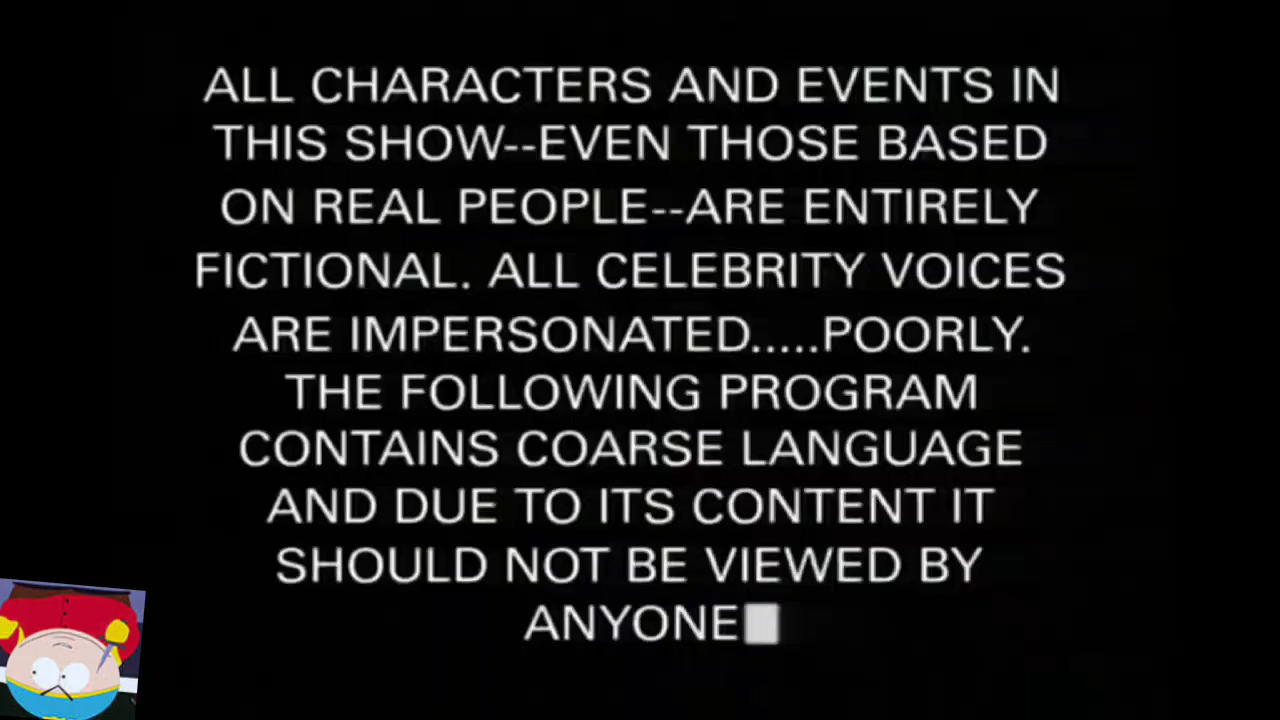 ALL CHARACTERS AND EVENTS IN
THIS SHOW--EVEN THOSE BASED
ON REAL PEOPLE--ARE ENTIRELY
FICTIONAL. ALL CELEBRITY VOICES
ARE IMPERSONATED.....POORLY.
THE FOLLOWING PROGRAM
CONTAINS COARSE LANGUAGE
AND DUE TO ITS CONTENT IT
SHOULD NOT BE VIEWED BY
ANYONE